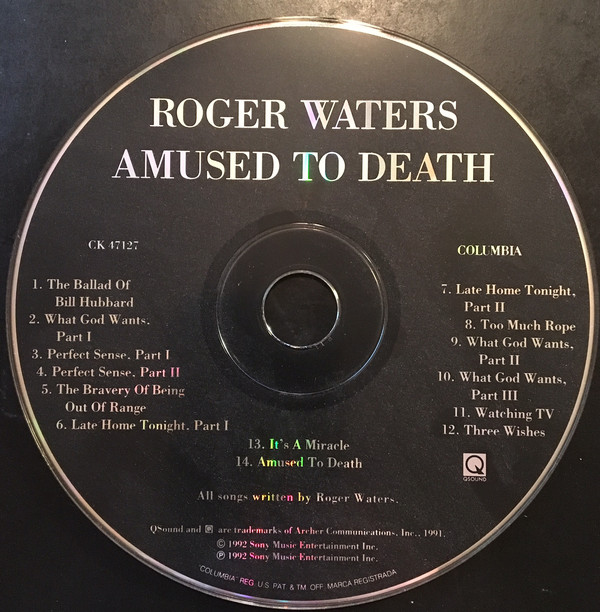 ROGER WATERS
AMUSED TO DEATH
CK 47127
COLUMBIA
1. The Ballad Of
Bill Hubbard
2. What God Wants,
Part I
3. Perfect Sense, Part I
4. Perfect Sense, Part II
5. The Bravery Of Being
Out Of Range
6. Late Home Tonight, Part I
7. Late Home Tonight,
Part II
8. Too Much Rope
9. What God Wants,
Part II
10. What God Wants,
Part III
11. Watching TV
12. Three Wishes
13. It's A Miracle
14. Amused To Death
Q
QSOUND
All songs written by Roger Waters.
QSound and Q are trademarks of Archer Communications, Inc., 1991.
© 1992 Sony Music Entertainment Inc.
℗ 1992 Sony Music Entertainment Inc.
"COLUMBIA" REG. U.S. PAT. & TM. OFF. MARCA REGISTRADA